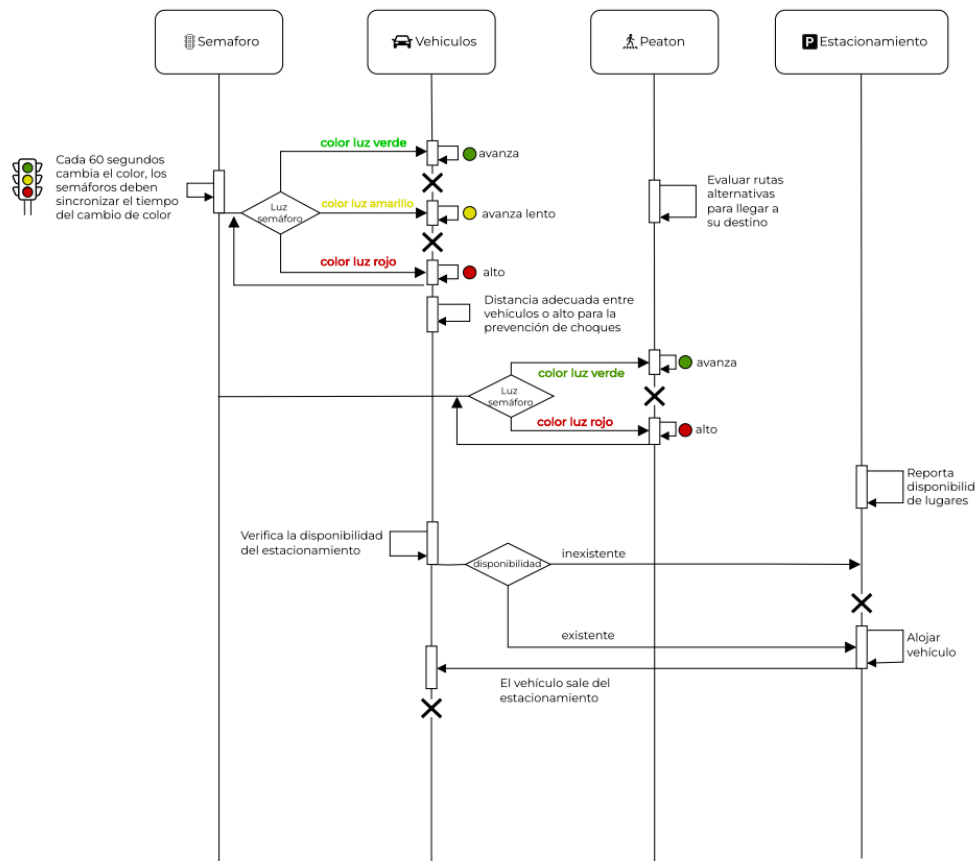 Semaforo
Vehiculos
Peaton
Estacionamiento
Cada 60 segundos
cambia el color, los
semáforos deben
sincronizar el tiempo
del cambio de color
Luz
semáforo
color luz verde
avanza
color luz amarillo
avanza lento
color luz rojo
alto
Evaluar rutas
alternativas
para llegar a
su destino
Distancia adecuada entre
vehículos o alto para la
prevención de choques
Luz
semáforo
color luz verde
avanza
color luz rojo
alto
Reporta
disponibilid
de lugares
Verifica la disponibilidad
del estacionamiento
disponibilidad
inexistente
existente
Alojar
vehículo
El vehículo sale del
estacionamiento